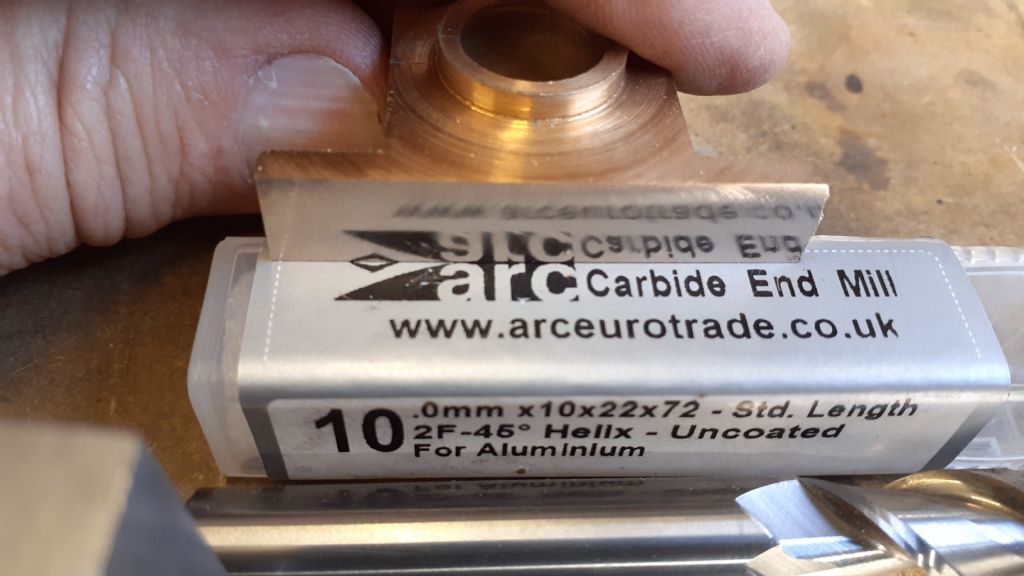 arc Carbide End Mill
www.arceurotrade.co.uk
10.0mm x10x22x72 - Std. Length
2F-45° Helix - Uncoated
For Aluminium